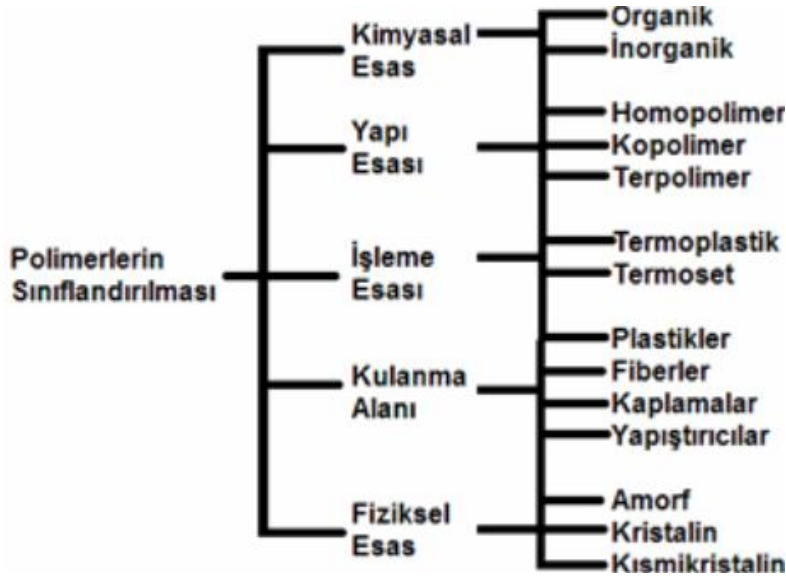 Polimerlerin
Sınıflandırılması
Kimyasal
Esas
Yapı
Esası
İşleme
Esası
Kulanma
Alanı
Fiziksel
Esas
Organik
İnorganik
Homopolimer
Kopolimer
Terpolimer
Termoplastik
Termoset
Plastikler
Fiberler
Kaplamalar
Yapıştırıcılar
Amorf
Kristalin
Kısmikristalin